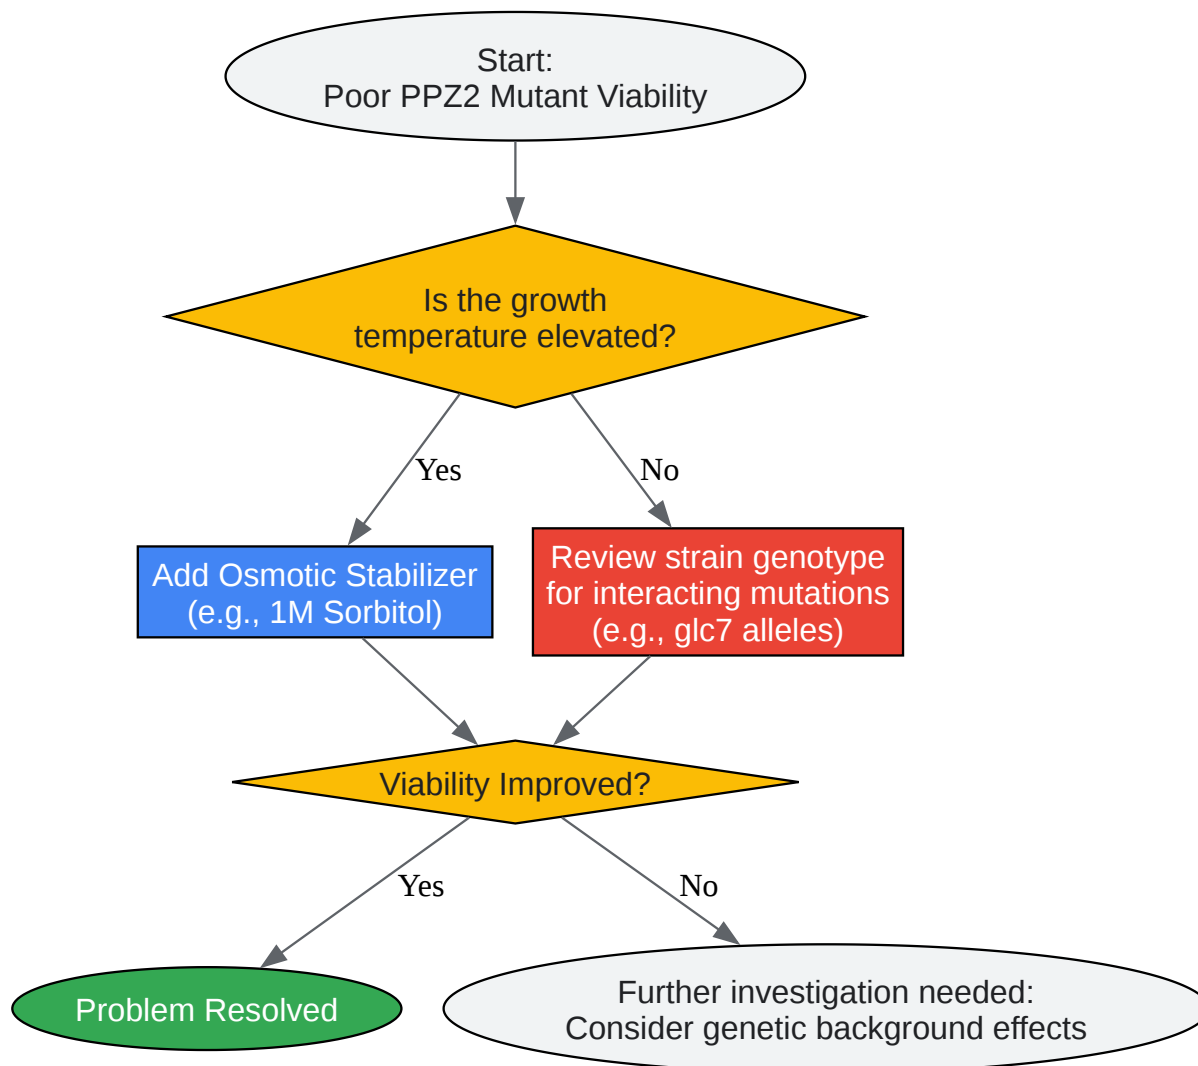 Start:
Poor PPZ2 Mutant Viability
Is the growth
temperature elevated?
Yes
No
Add Osmotic Stabilizer
(e.g., 1M Sorbitol)
Review strain genotype
for interacting mutations
(e.g., glc7 alleles)
Viability Improved?
Yes
No
Problem Resolved
Further investigation needed:
Consider genetic background effects